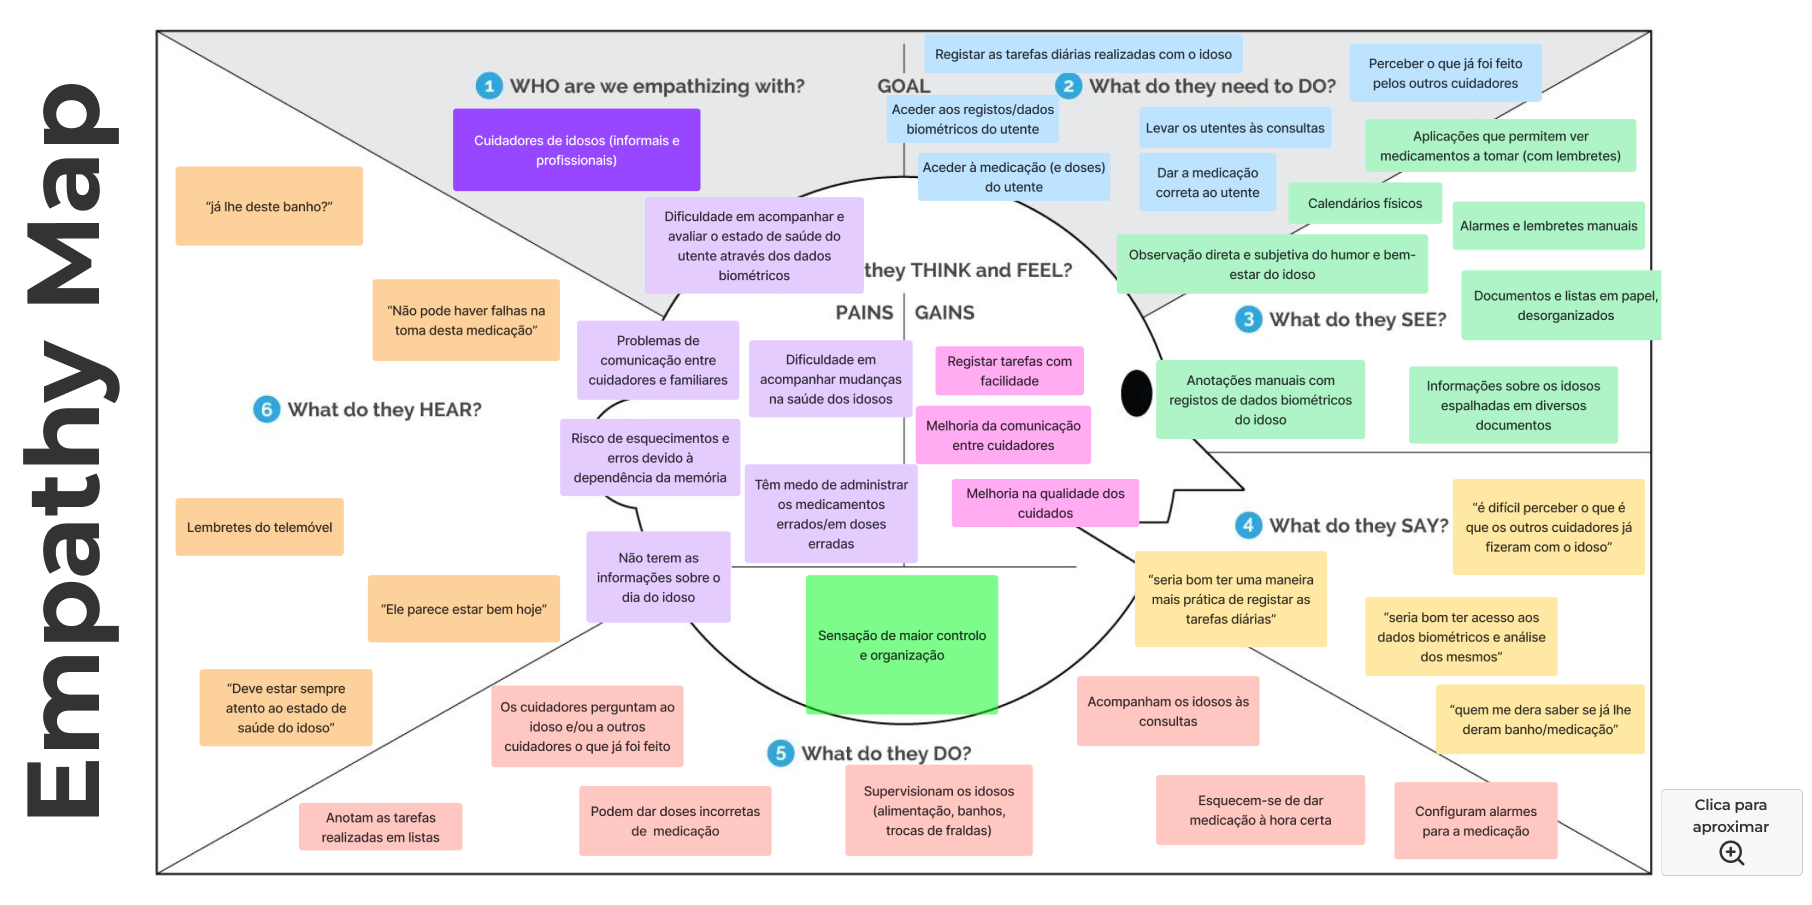 Empathy Map
1 WHO are we empathizing with?
Cuidadores de idosos (informais e
profissionais)
GOAL
Registar as tarefas diárias realizadas com o idoso
2 What do they need to DO?
Perceber o que já foi feito
pelos outros cuidadores
Aceder aos registos/dados
biométricos do utente
Levar os utentes às consultas
Aceder à medicação (e doses)
do utente
Dar a medicação
correta ao utente
Aplicações que permitem ver
medicamentos a tomar (com lembretes)
Calendários físicos
Alarmes e lembretes manuais
Observação direta e subjetiva do humor e bem-
estar do idoso
Documentos e listas em papel,
desorganizados
3 What do they SEE?
Anotações manuais com
registos de dados biométricos
do idoso
Informações sobre os idosos
espalhadas em diversos
documentos
4 What do they SAY?
“é difícil perceber o que é
que os outros cuidadores já
fizeram com o idoso”
“seria bom ter uma maneira
mais prática de registar as
tarefas diárias”
“seria bom ter acesso aos
dados biométricos e análise
dos mesmos”
“quem me dera saber se já lhe
deram banho/medicação”
5 What do they DO?
Os cuidadores perguntam ao
idoso e/ou a outros
cuidadores o que já foi feito
Acompanham os idosos às
consultas
Anotam as tarefas
realizadas em listas
Podem dar doses incorretas
de medicação
Supervisionam os idosos
(alimentação, banhos,
trocas de fraldas)
Esquecem-se de dar
medicação à hora certa
Configuram alarmes
para a medicação
6 What do they HEAR?
“já lhe deste banho?”
“Não pode haver falhas na
toma desta medicação”
Lembretes do telemóvel
“Ele parece estar bem hoje”
“Deve estar sempre
atento ao estado de
saúde do idoso”
they THINK and FEEL?
PAINS
GAINS
Dificuldade em acompanhar e
avaliar o estado de saúde do
utente através dos dados
biométricos
Problemas de
comunicação entre
cuidadores e familiares
Dificuldade em
acompanhar mudanças
na saúde dos idosos
Risco de esquecimentos e
erros devido à
dependência da memória
Têm medo de administrar
os medicamentos
errados/em doses
erradas
Não terem as
informações sobre o
dia do idoso
Registar tarefas com
facilidade
Melhoria da comunicação
entre cuidadores
Melhoria na qualidade dos
cuidados
Sensação de maior controlo
e organização
Clica para
aproximar